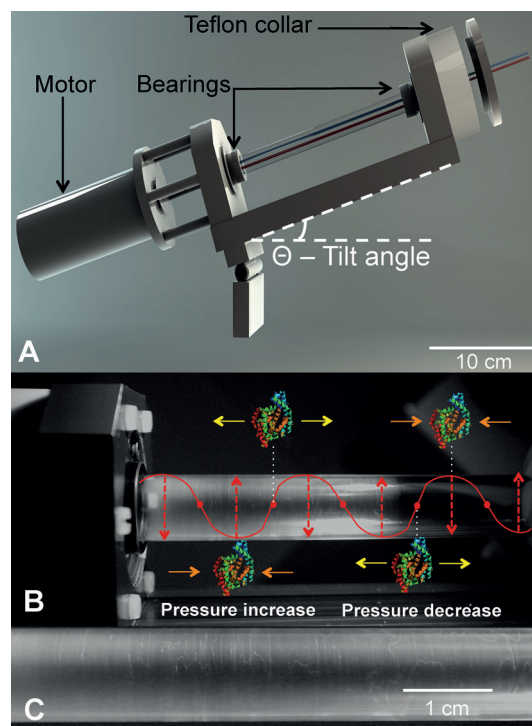 Teflon collar
Motor
Bearings
Θ – Tilt angle
A
10 cm
B
Pressure increase
Pressure decrease
C
1 cm